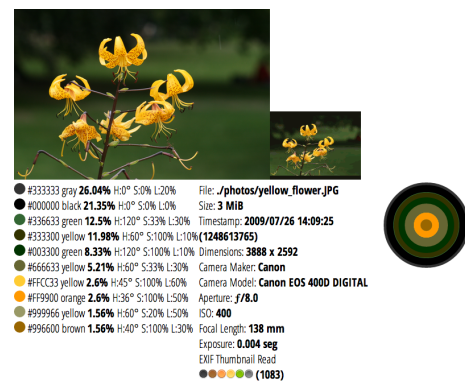 #333333 gray 26.04% H:0° S:0% L:20%
#000000 black 21.35% H:0° S:0% L:0%
#336633 green 12.5% H:120° S:33% L:30%
#333300 yellow 11.98% H:60° S:100% L:10%
#003300 green 8.33% H:120° S:100% L:10%
#666633 yellow 5.21% H:60° S:33% L:30%
#FFCC33 yellow 2.6% H:45° S:100% L:60%
#FF9900 orange 2.6% H:36° S:100% L:50%
#999966 yellow 1.56% H:60° S:20% L:50%
#996600 brown 1.56% H:40° S:100% L:30%
File: ./photos/yellow_flower.JPG
Size: 3 MiB
Timestamp: 2009/07/26 14:09:25
(1248613765)
Dimensions: 3888 x 2592
Camera Maker: Canon
Camera Model: Canon EOS 400D DIGITAL
Aperture: ƒ/8.0
ISO: 400
Focal Length: 138 mm
Exposure: 0.004 seg
EXIF Thumbnail Read
(1083)